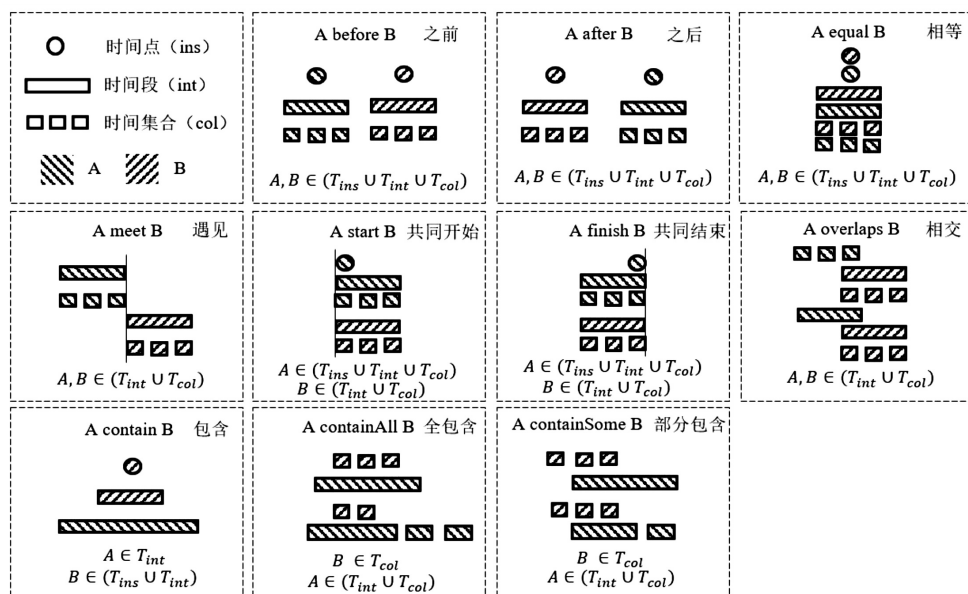 时间点（ins）
时间段（int）
时间集合（col）
A B
A before B 之前
A, B ∈ (T_ins ∪ T_int ∪ T_col)
A after B 之后
A, B ∈ (T_ins ∪ T_int ∪ T_col)
A equal B 相等
A, B ∈ (T_ins ∪ T_int ∪ T_col)
A meet B 遇见
A, B ∈ (T_int ∪ T_col)
A start B 共同开始
A ∈ (T_ins ∪ T_int ∪ T_col)
B ∈ (T_int ∪ T_col)
A finish B 共同结束
A ∈ (T_ins ∪ T_int ∪ T_col)
B ∈ (T_int ∪ T_col)
A overlaps B 相交
A, B ∈ (T_int ∪ T_col)
A contain B 包含
A ∈ T_int
B ∈ (T_ins ∪ T_int)
A containAll B 全包含
B ∈ T_col
A ∈ (T_int ∪ T_col)
A containSome B 部分包含
B ∈ T_col
A ∈ (T_int ∪ T_col)